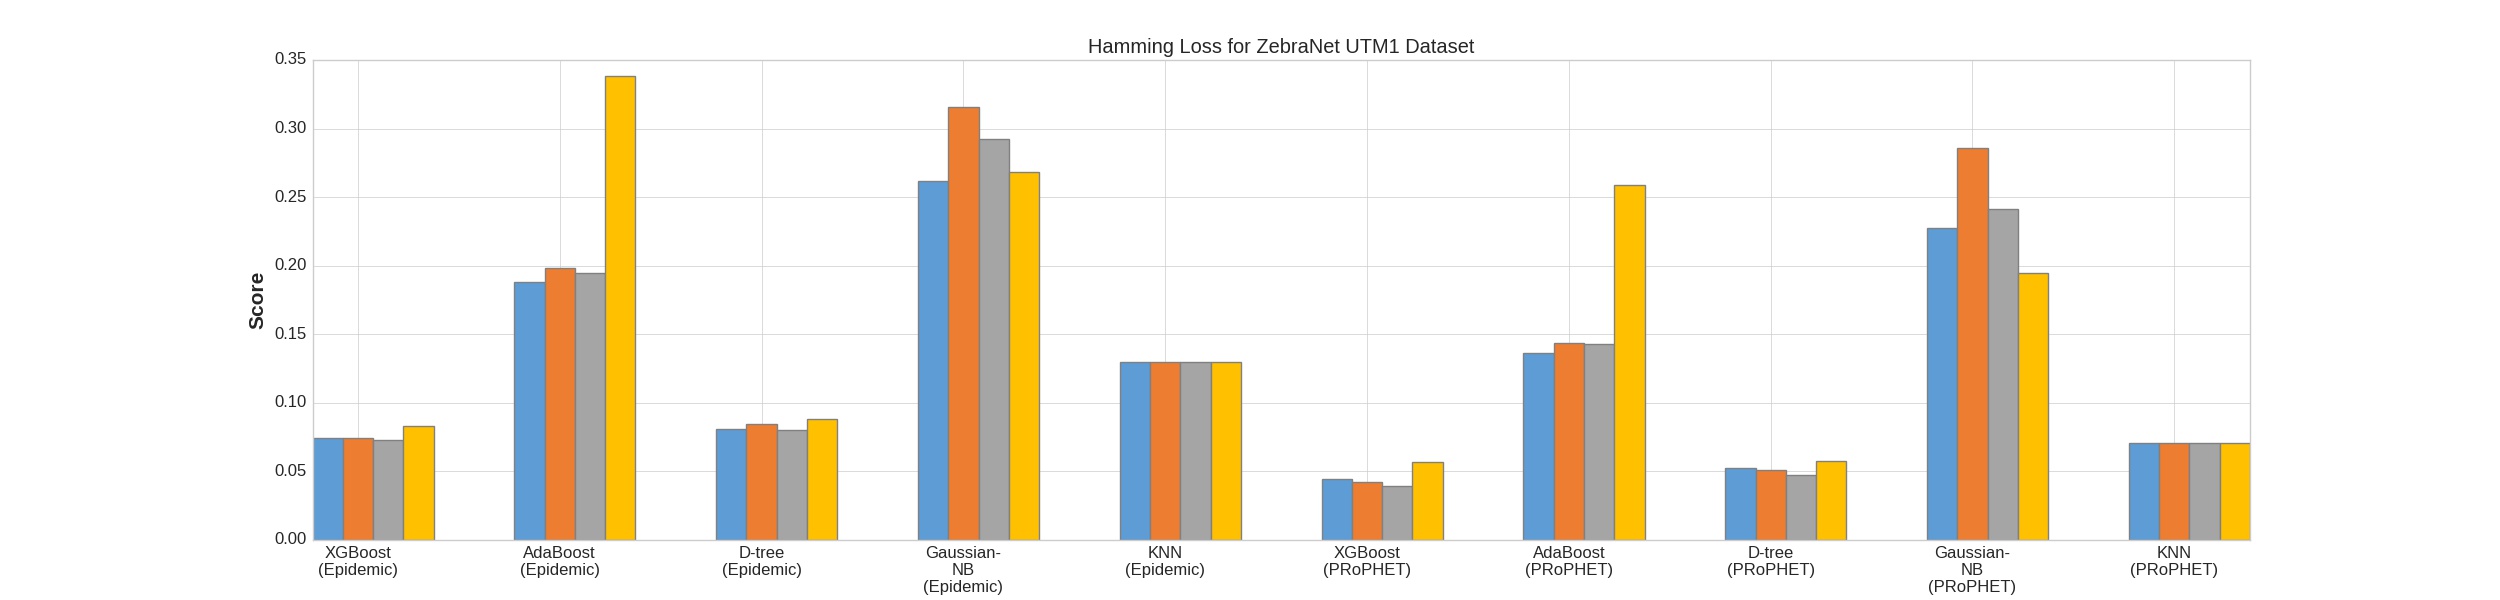 Hamming Loss for ZebraNet UTM1 Dataset
0.35
0.30
0.25
0.20
0.15
0.10
0.05
0.00
Score
XGBoost
(Epidemic)
AdaBoost
(Epidemic)
D-tree
(Epidemic)
Gaussian-
NB
(Epidemic)
KNN
(Epidemic)
XGBoost
(PRoPHET)
AdaBoost
(PRoPHET)
D-tree
(PRoPHET)
Gaussian-
NB
(PRoPHET)
KNN
(PRoPHET)